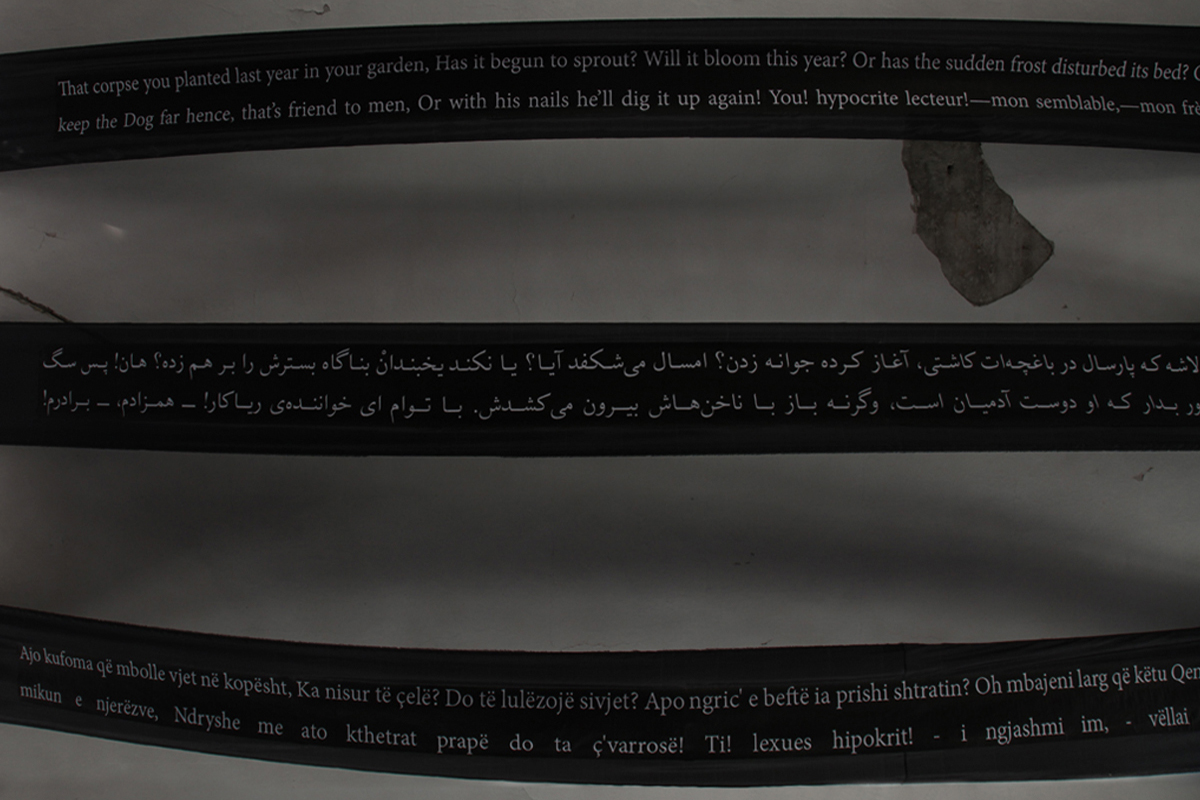 That corpse you planted last year in your garden, Has it begun to sprout? Will it bloom this year? Or has the sudden frost disturbed its bed?
keep the Dog far hence, that's friend to men, Or with his nails he'll dig it up again! You! hypocrite lecteur!—mon semblable,—mon
که پارسال در باغچه‌ات کاشتی، آغاز کرده جوانه زدن؟ امسال می‌شکفد آیا؟ یا نکند یخبندانْ بناگاه بسترش را بر هم زده؟ هان! پس سگ
بدار که او دوست آدمیان است، وگرنه باز با ناخن‌هاش بیرون می‌کشدش. با توام ای خواننده‌ی ریاکار! – همزادم، – برادرم!
Ajo kufoma që mbolle vjet në kopësht, Ka nisur të çelë? Do të lulëzojë sivjet? Apo ngric' e beftë ia prishi shtratin? Oh mbajeni larg që këtu
mikun e njerëzve, Ndryshe me ato kthetrat prapë do ta ç'varrosë! Ti! lexues hipokrit! - i ngjashmi im, - vëllai